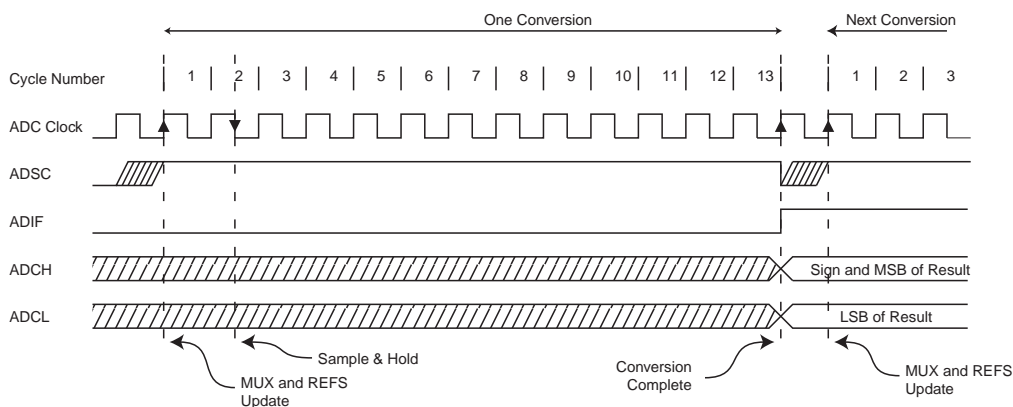 One Conversion
Next Conversion
Cycle Number
1 2 3 4 5 6 7 8 9 10 11 12 13 1 2 3
ADC Clock
ADSC
ADIF
ADCH
Sign and MSB of Result
ADCL
LSB of Result
Sample & Hold
MUX and REFS
Update
Conversion
Complete
MUX and REFS
Update